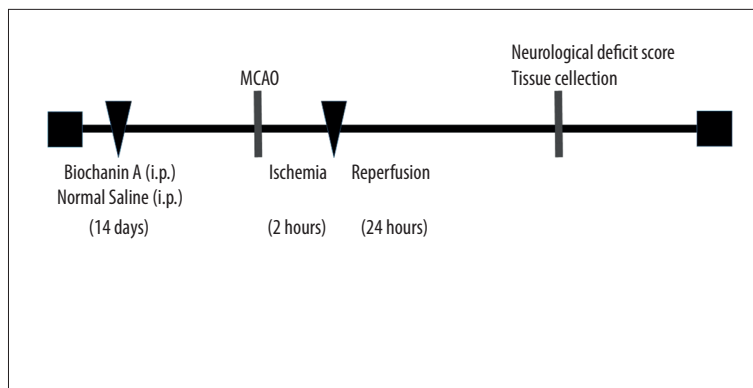 Neurological deficit score
Tissue cellection
MCAO
Biochanin A (i.p.)
Normal Saline (i.p.)
(14 days)
Ischemia
(2 hours)
Reperfusion
(24 hours)